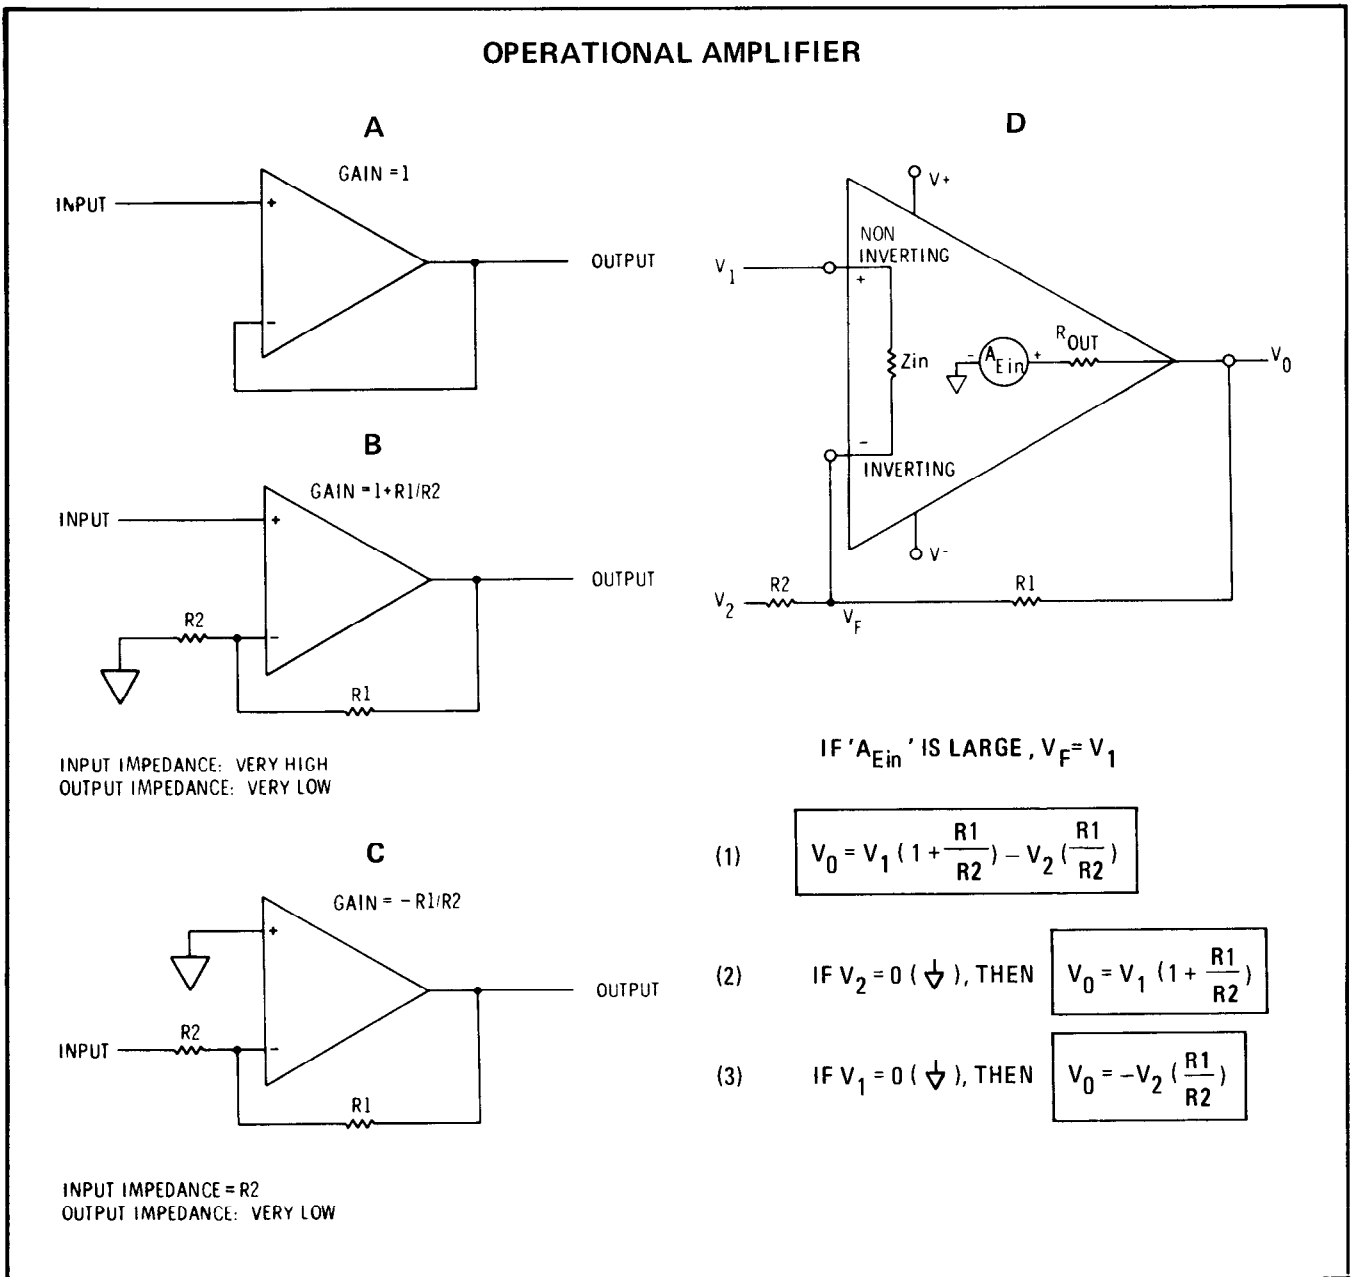 OPERATIONAL AMPLIFIER
A
GAIN = 1
INPUT
+
-
OUTPUT
B
GAIN = 1+R1/R2
INPUT
+
OUTPUT
R2
-
R1
INPUT IMPEDANCE: VERY HIGH
OUTPUT IMPEDANCE: VERY LOW
C
GAIN = - R1/R2
+
OUTPUT
R2
INPUT
-
R1
INPUT IMPEDANCE = R2
OUTPUT IMPEDANCE: VERY LOW
D
V+
NON
INVERTING
V1
+
ROUT
- AEin +
V0
Zin
-
INVERTING
V-
R2
R1
V2
VF
IF 'AEin' IS LARGE, VF = V1
(1) V0 = V1 (1 + R1/R2) - V2 (R1/R2)
(2) IF V2 = 0 (⏚), THEN V0 = V1 (1 + R1/R2)
(3) IF V1 = 0 (⏚), THEN V0 = -V2 (R1/R2)